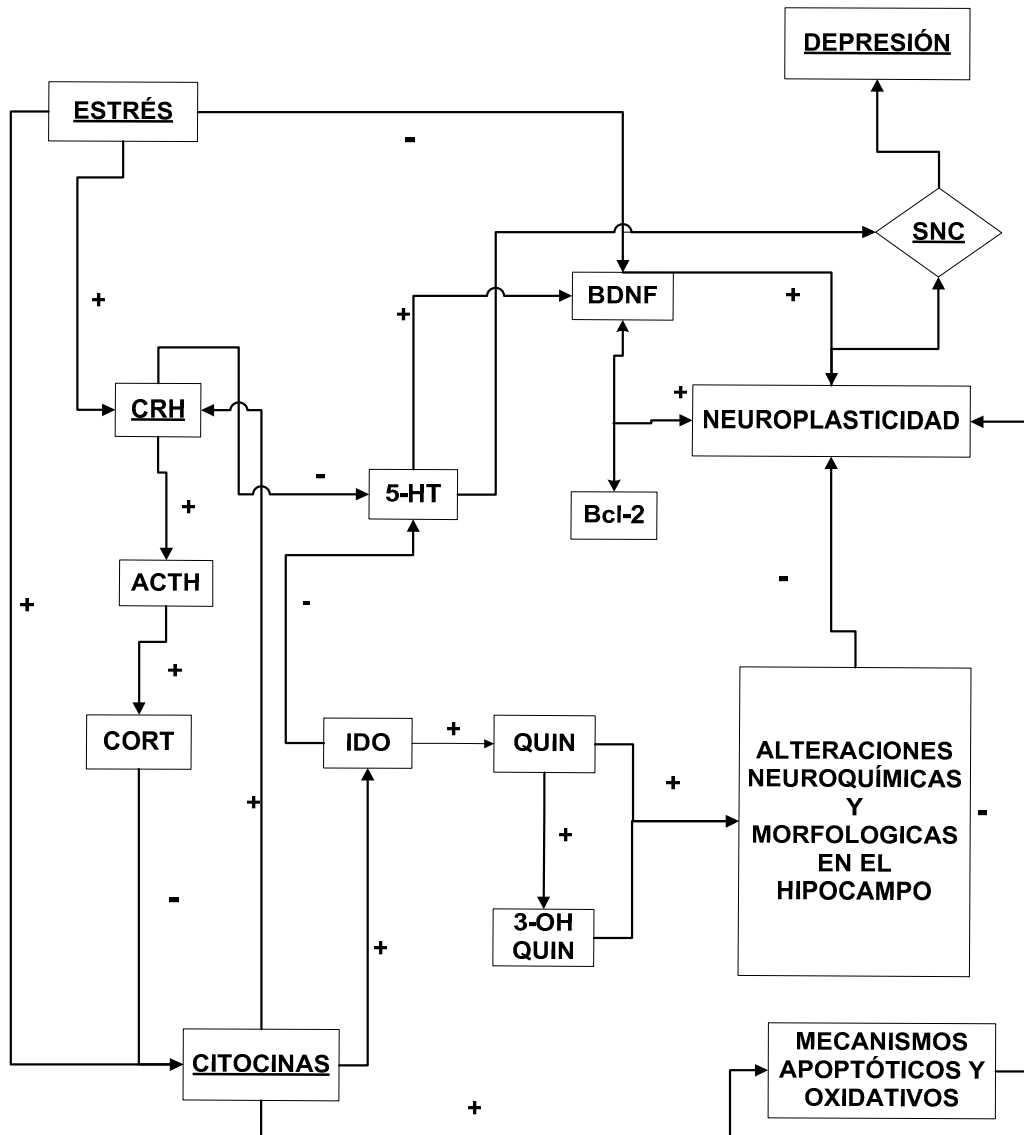 DEPRESIÓN
ESTRÉS
-
SNC
+
BDNF
+
+
CRH
+
NEUROPLASTICIDAD
-
5-HT
+
Bcl-2
ACTH
-
+
-
+
CORT
IDO
+
QUIN
ALTERACIONES
NEUROQUÍMICAS
Y
MORFOLOGICAS
EN EL
HIPOCAMPO
+
+
-
+
-
3-OH
QUIN
+
CITOCINAS
MECANISMOS
APOPTÓTICOS Y
OXIDATIVOS
+